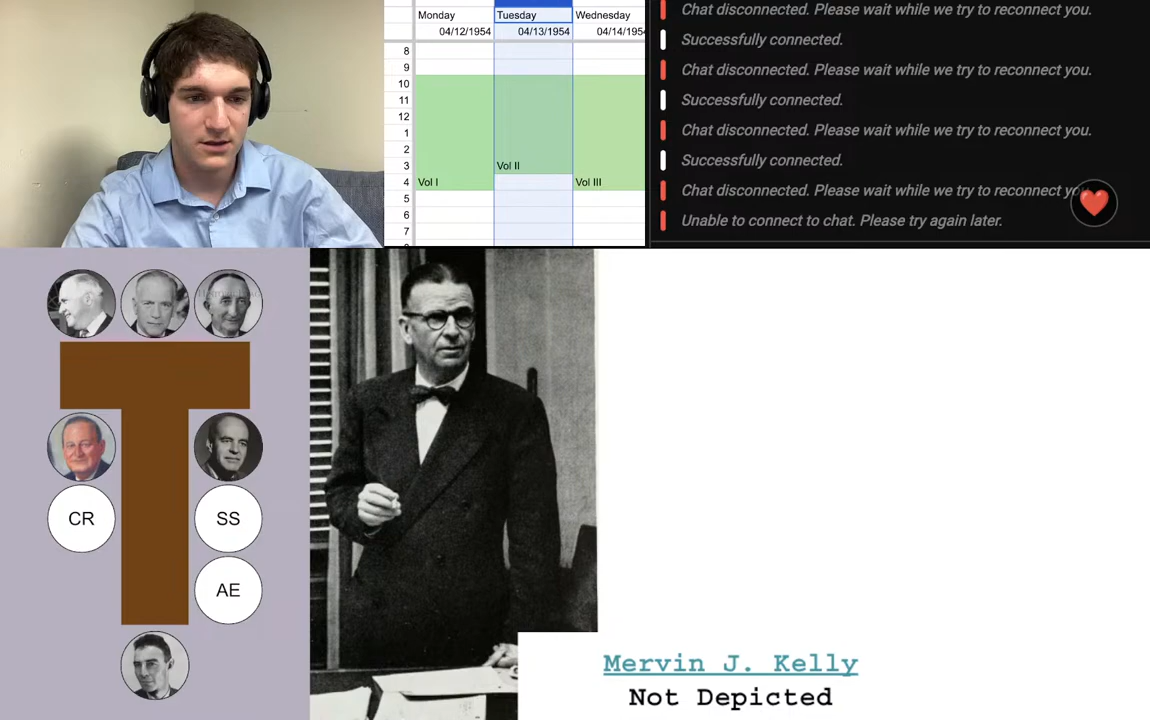 Monday
Tuesday
Wednesday
04/12/1954
04/13/1954
04/14/1954
8
9
10
11
12
1
2
3
Vol II
4
Vol I
Vol III
5
6
7
Chat disconnected. Please wait while we try to reconnect you.
Successfully connected.
Chat disconnected. Please wait while we try to reconnect you.
Successfully connected.
Chat disconnected. Please wait while we try to reconnect you.
Successfully connected.
Chat disconnected. Please wait while we try to reconnect you.
Unable to connect to chat. Please try again later.
CR
SS
AE
Mervin J. Kelly
Not Depicted